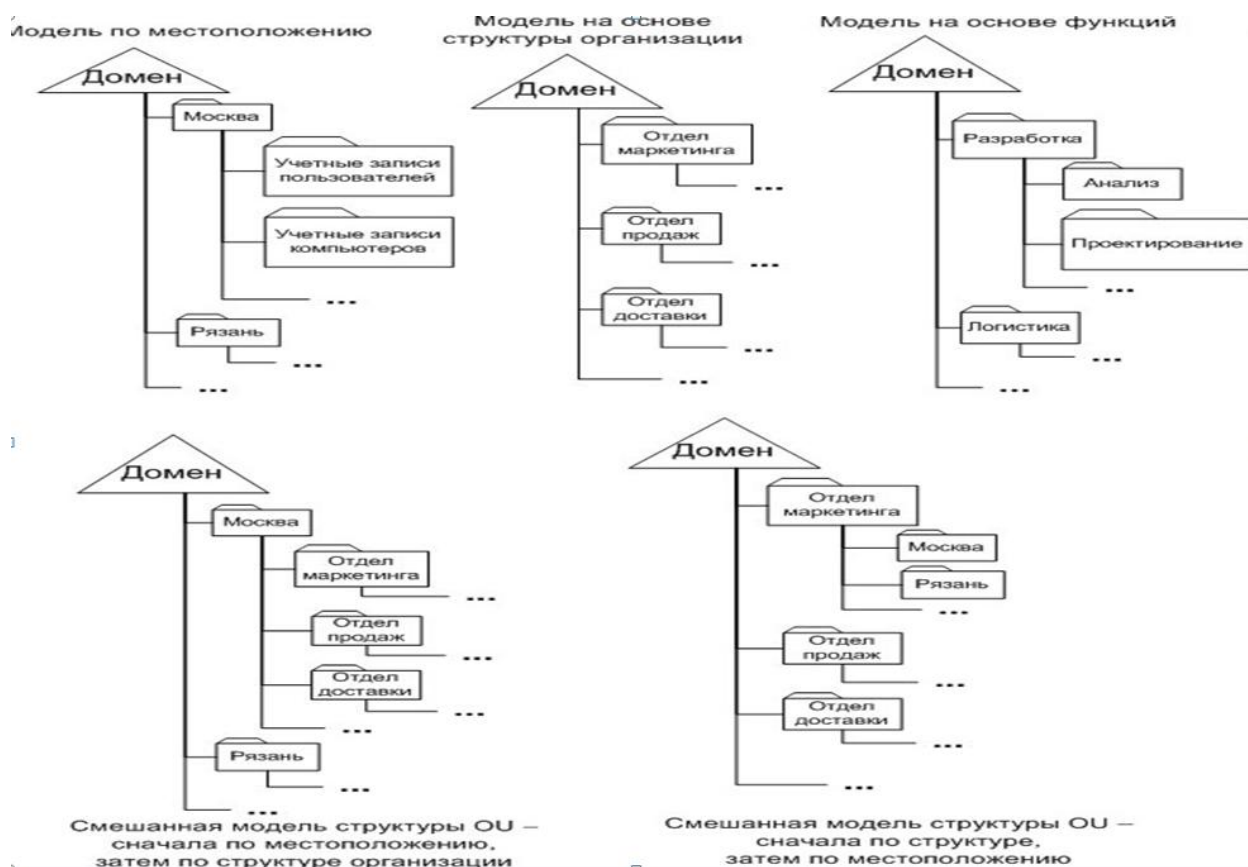 Модель по местоположению
Домен
Москва
Учетные записи
пользователей
Учетные записи
компьютеров
...
Рязань
...
...
Модель на основе
структуры организации
Домен
Отдел
маркетинга
...
Отдел
продаж
...
Отдел
доставки
...
...
Модель на основе функций
Домен
Разработка
Анализ
Проектирование
...
Логистика
...
...
Домен
Москва
Отдел
маркетинга
...
Отдел
продаж
...
Отдел
доставки
...
...
Рязань
...
...
Смешанная модель структуры OU –
сначала по местоположению,
затем по структуре организации
Домен
Отдел
маркетинга
Москва
Рязань
...
Отдел
продаж
...
Отдел
доставки
...
...
Смешанная модель структуры OU –
сначала по структуре,
затем по местоположению